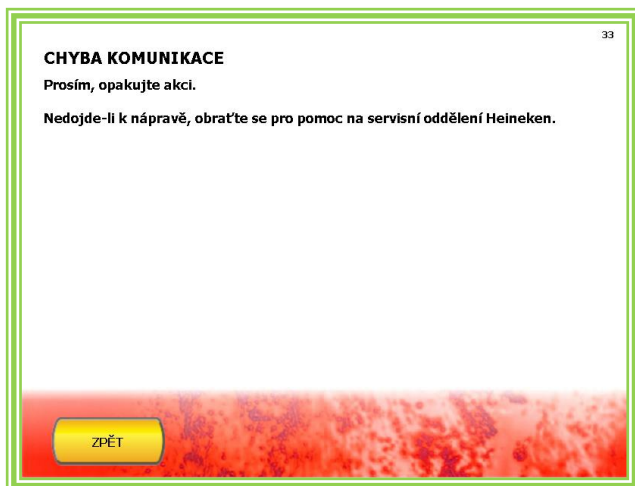 33
CHYBA KOMUNIKACE
Prosím, opakujte akci.
Nedojde-li k nápravě, obraťte se pro pomoc na servisní oddělení Heineken.
ZPĚT